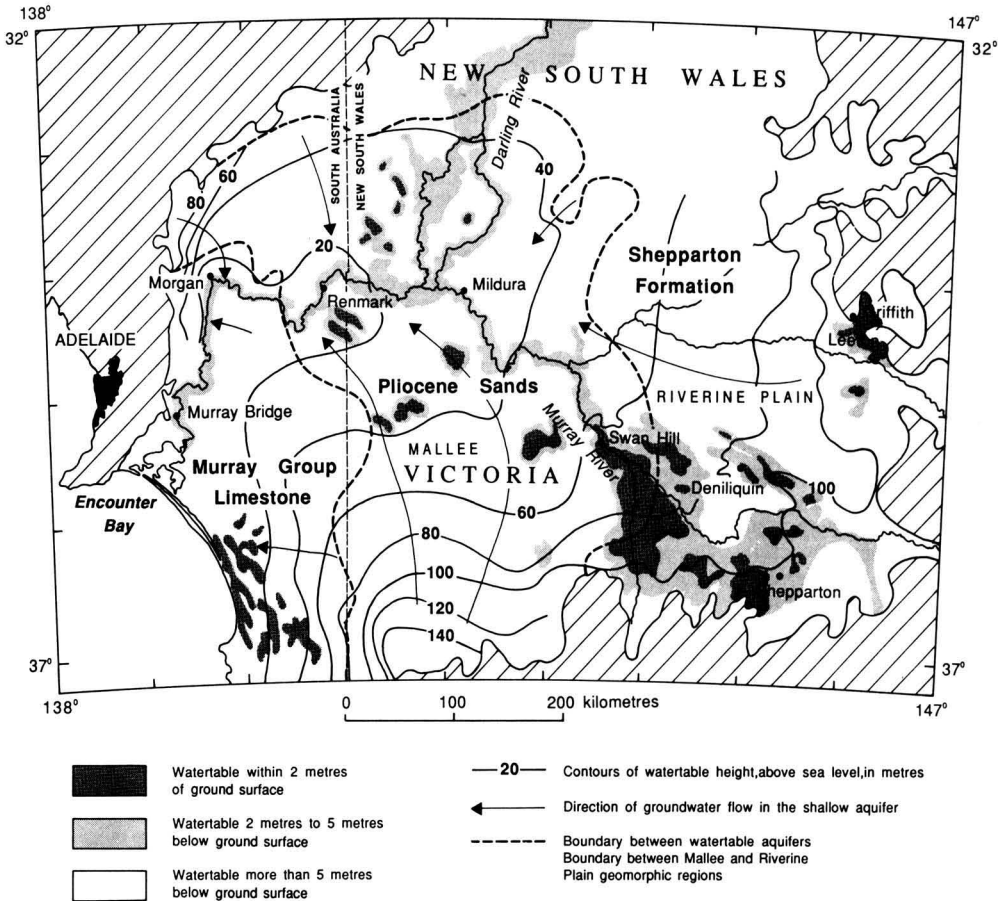 138°
147°
32°
32°
NEW SOUTH WALES
SOUTH AUSTRALIA
NEW SOUTH WALES
Darling River
60
80
40
20
Shepparton
Formation
Morgan
Renmark
Mildura
Griffith
ADELAIDE
Pliocene Sands
RIVERINE PLAIN
Murray Bridge
Murray River
Swan Hill
MALLEE
VICTORIA
Murray Group
Limestone
Deniliquin
100
Encounter
Bay
60
80
100
120
140
Shepparton
37°
37°
138°
147°
0 100 200 kilometres
Watertable within 2 metres
of ground surface
Watertable 2 metres to 5 metres
below ground surface
Watertable more than 5 metres
below ground surface
20 Contours of watertable height,above sea level,in metres
Direction of groundwater flow in the shallow aquifer
Boundary between watertable aquifers
Boundary between Mallee and Riverine
Plain geomorphic regions